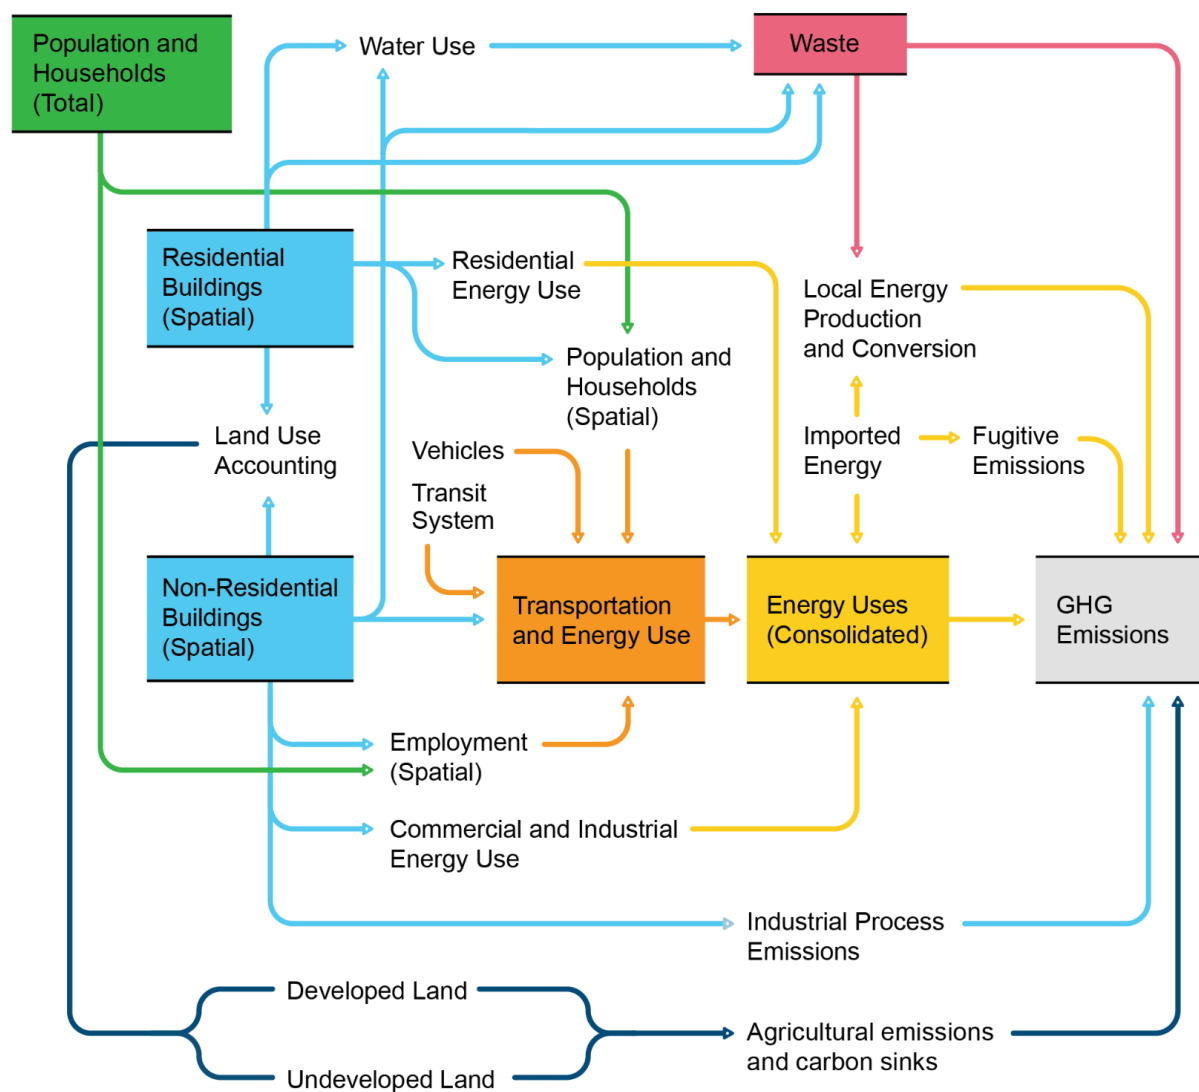 Population and
Households
(Total)
Water Use
Waste
Residential
Buildings
(Spatial)
Residential
Energy Use
Local Energy
Production
and Conversion
Population and
Households
(Spatial)
Land Use
Accounting
Vehicles
Transit
System
Imported
Energy
Fugitive
Emissions
Non-Residential
Buildings
(Spatial)
Transportation
and Energy Use
Energy Uses
(Consolidated)
GHG
Emissions
Employment
(Spatial)
Commercial and Industrial
Energy Use
Industrial Process
Emissions
Developed Land
Undeveloped Land
Agricultural emissions
and carbon sinks